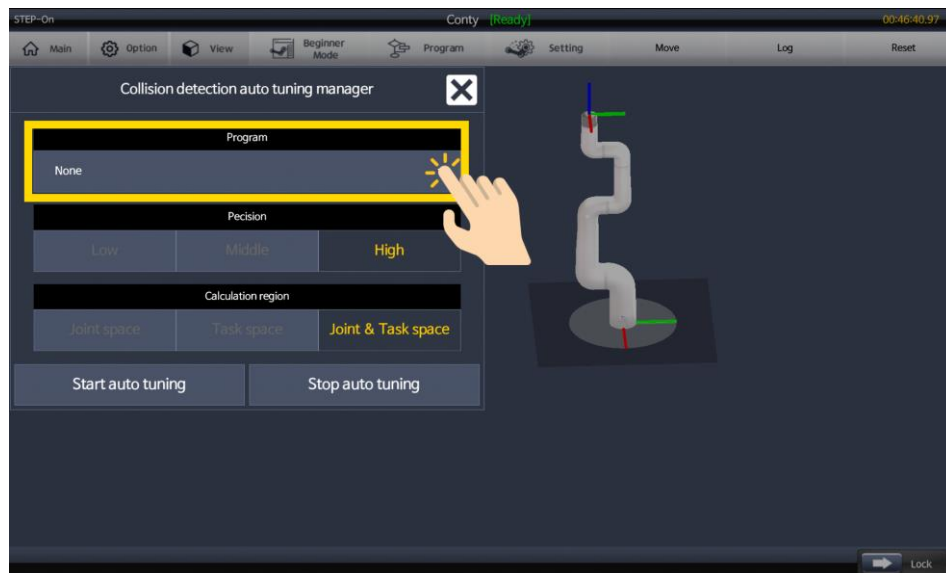 STEP-On
Conty [Ready]
00:46:40.97
Main
Option
View
Beginner
Mode
Program
Setting
Move
Log
Reset
Collision detection auto tuning manager
Program
None
Pecision
Low
Middle
High
Calculation region
Joint space
Task space
Joint & Task space
Start auto tuning
Stop auto tuning
Lock